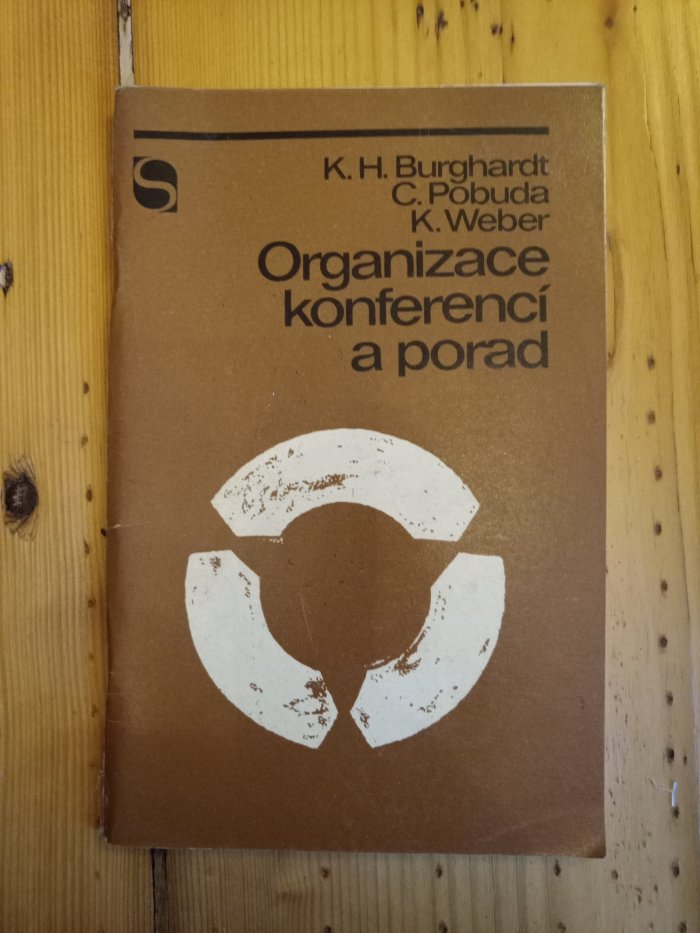 S
K. H. Burghardt
C. Pobuda
K. Weber
Organizace
konferencí
a porad